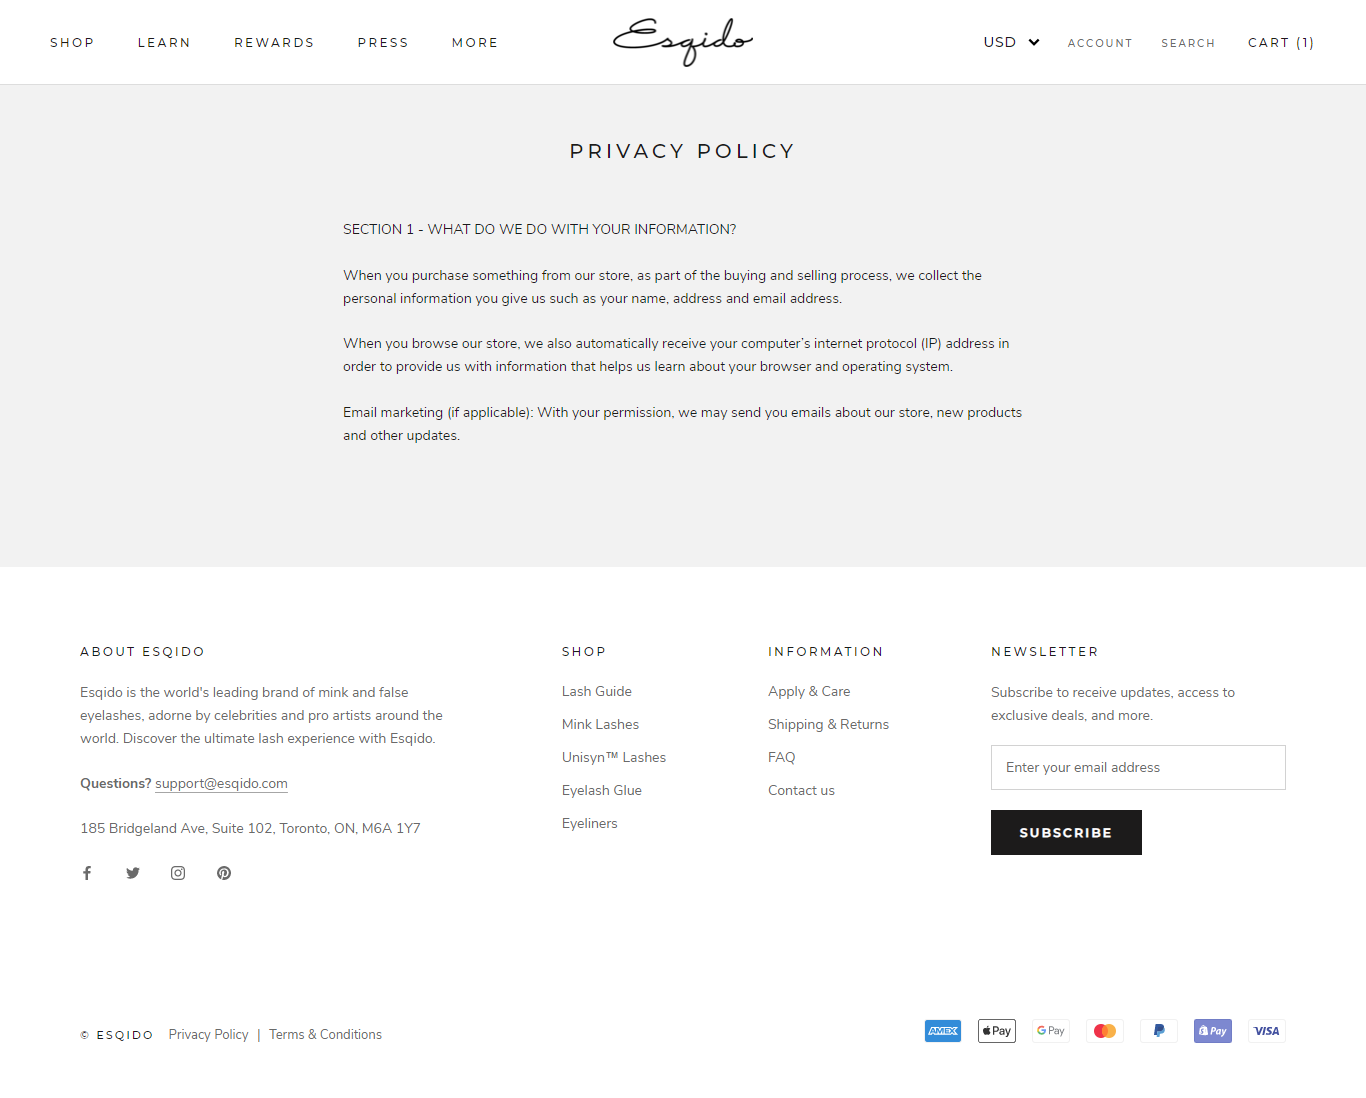 SHOP LEARN REWARDS PRESS MORE Esqido USD ACCOUNT SEARCH CART (1)
PRIVACY POLICY
SECTION 1 - WHAT DO WE DO WITH YOUR INFORMATION?
When you purchase something from our store, as part of the buying and selling process, we collect the
personal information you give us such as your name, address and email address.
When you browse our store, we also automatically receive your computer’s internet protocol (IP) address in
order to provide us with information that helps us learn about your browser and operating system.
Email marketing (if applicable): With your permission, we may send you emails about our store, new products
and other updates.
ABOUT ESQIDO
Esqido is the world's leading brand of mink and false
eyelashes, adorne by celebrities and pro artists around the
world. Discover the ultimate lash experience with Esqido.
Questions? support@esqido.com
185 Bridgeland Ave, Suite 102, Toronto, ON, M6A 1Y7
SHOP
Lash Guide
Mink Lashes
Unisyn™ Lashes
Eyelash Glue
Eyeliners
INFORMATION
Apply & Care
Shipping & Returns
FAQ
Contact us
NEWSLETTER
Subscribe to receive updates, access to
exclusive deals, and more.
Enter your email address
SUBSCRIBE
© ESQIDO Privacy Policy | Terms & Conditions
AMEX Pay G Pay Pay VISA